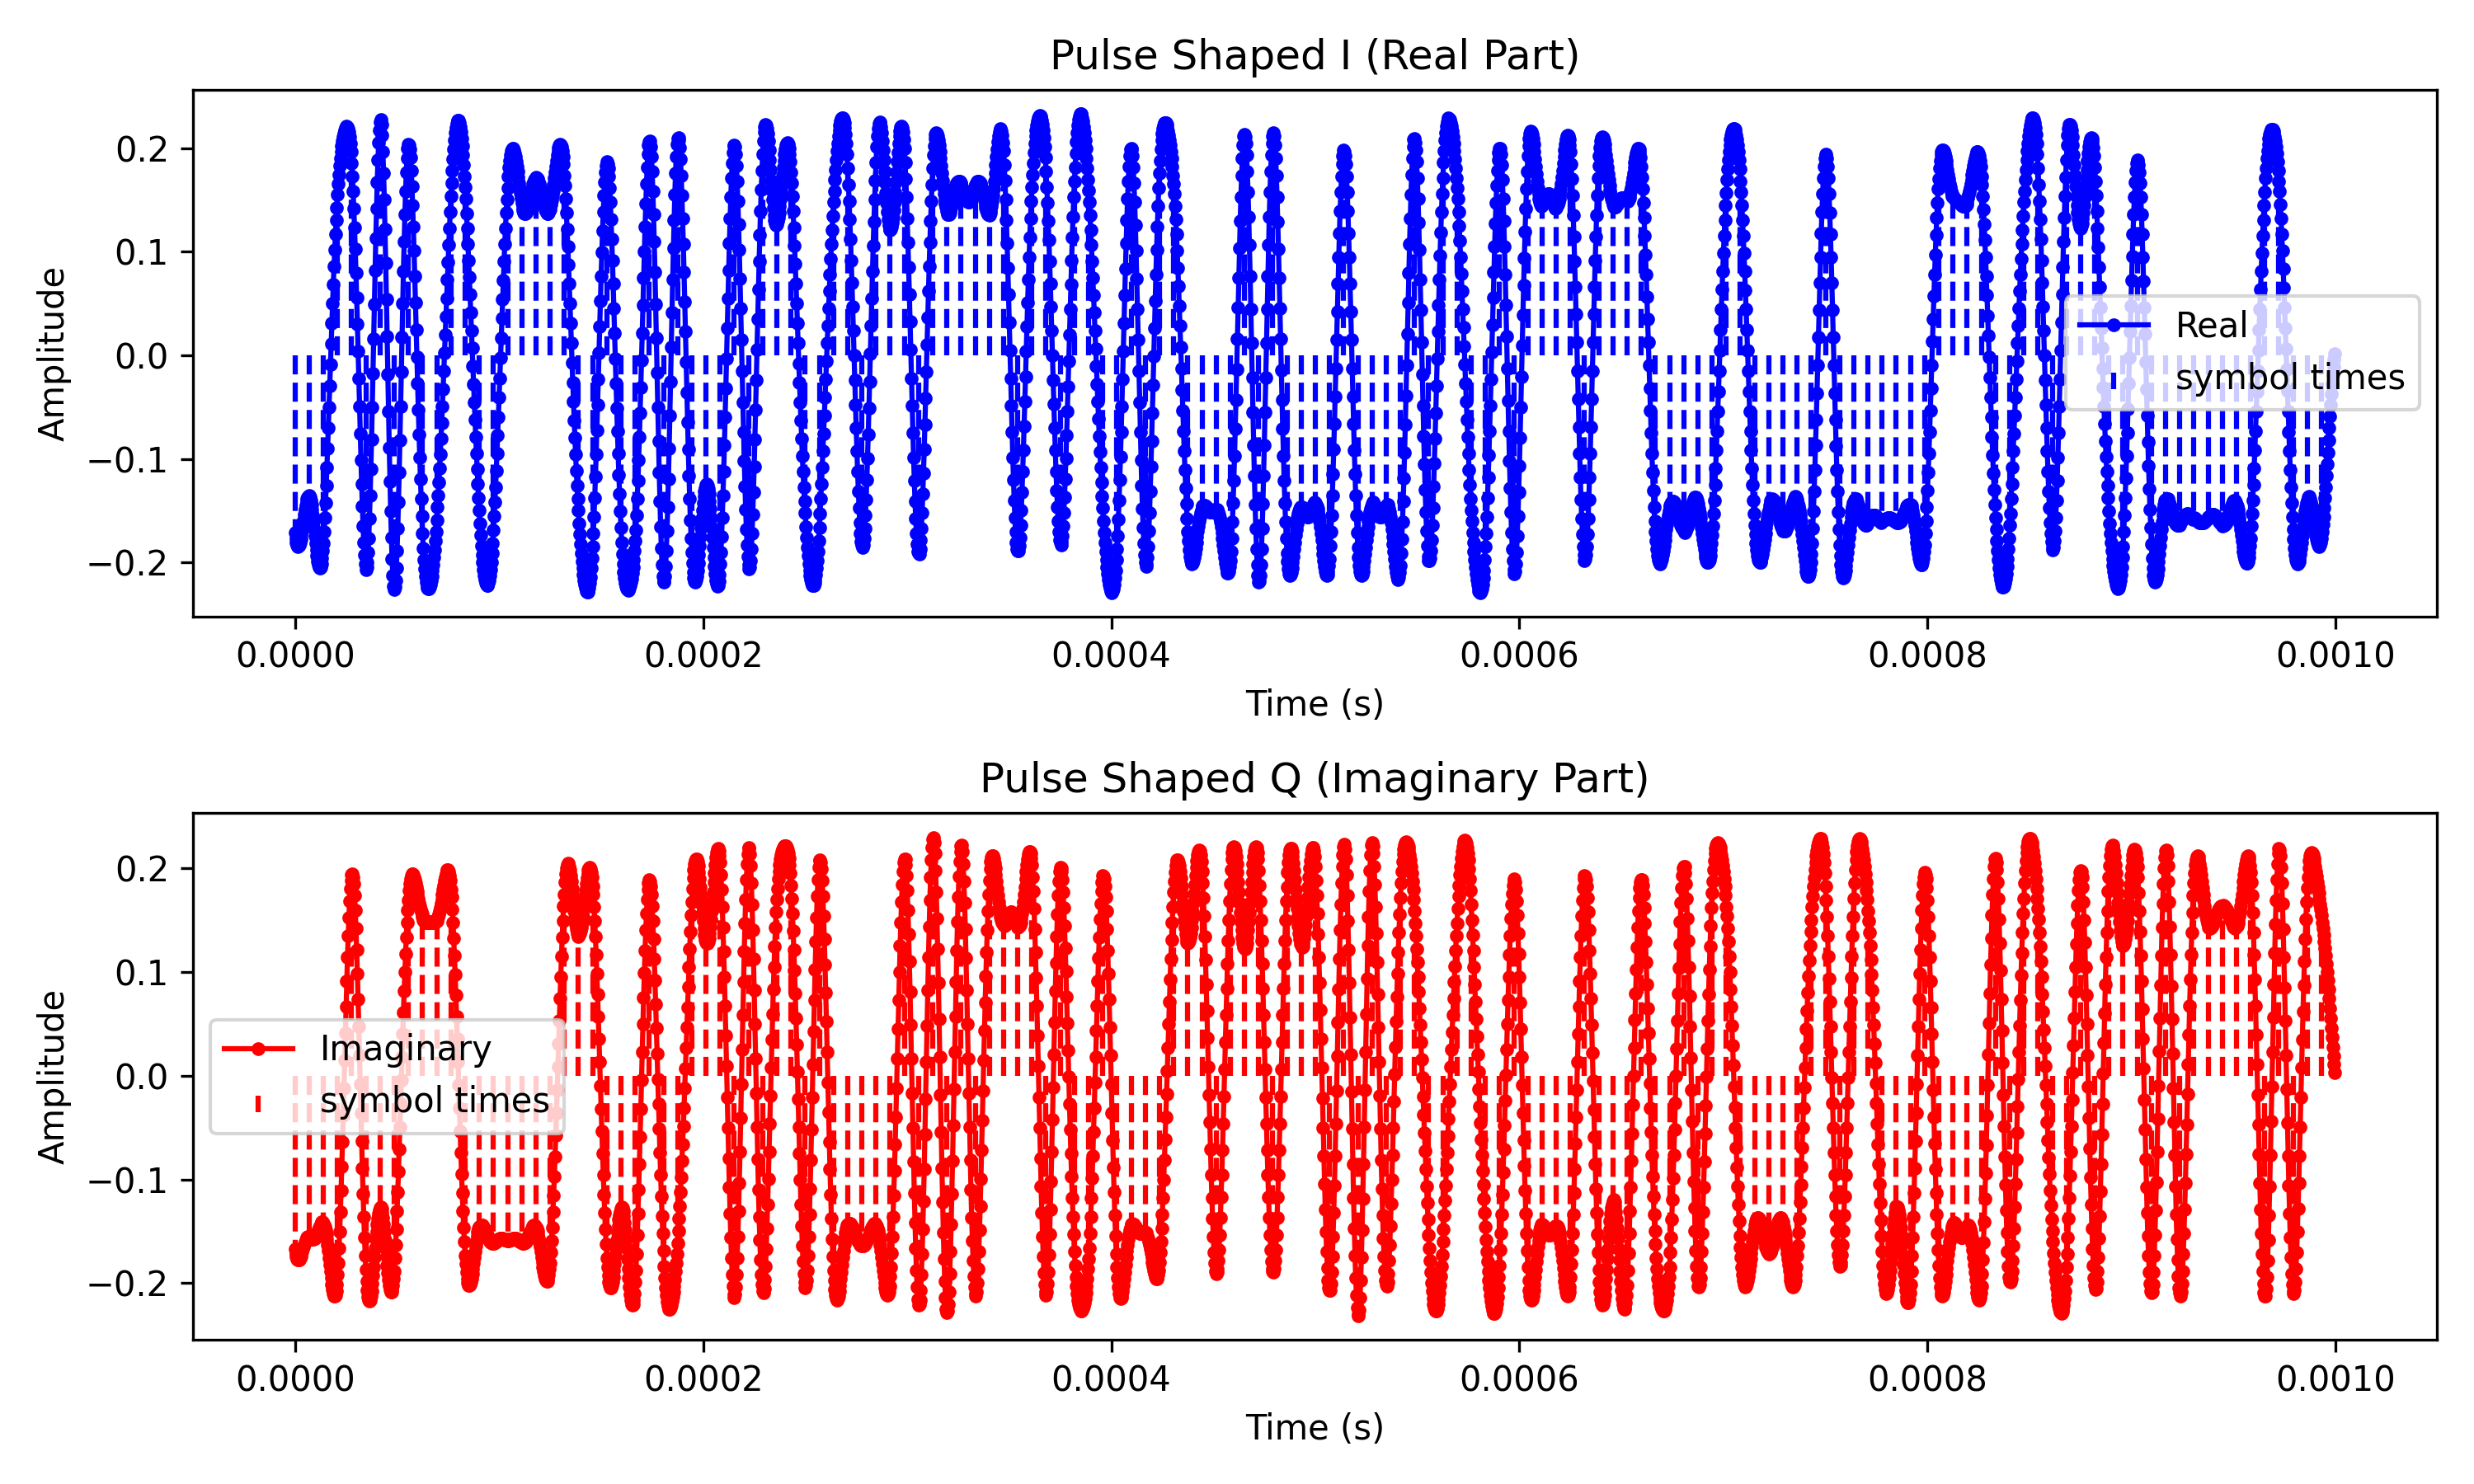 Pulse Shaped I (Real Part)
Amplitude
0.2
0.1
0.0
−0.1
−0.2
Real
symbol times
0.0000 0.0002 0.0004 0.0006 0.0008 0.0010
Time (s)
Pulse Shaped Q (Imaginary Part)
Amplitude
0.2
0.1
0.0
−0.1
−0.2
Imaginary
symbol times
0.0000 0.0002 0.0004 0.0006 0.0008 0.0010
Time (s)